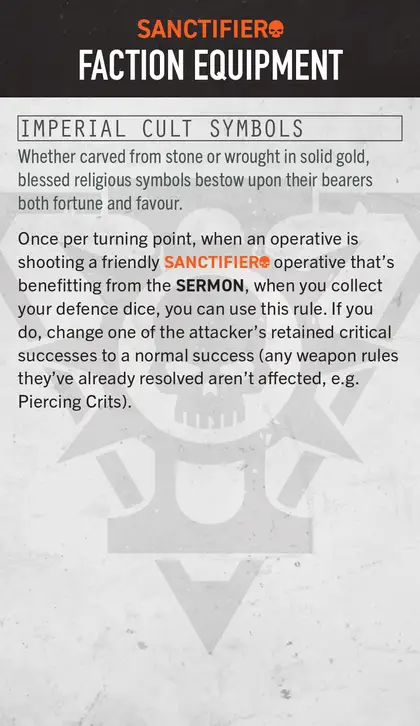 SANCTIFIER
FACTION EQUIPMENT
IMPERIAL CULT SYMBOLS
Whether carved from stone or wrought in solid gold,
blessed religious symbols bestow upon their bearers
both fortune and favour.
Once per turning point, when an operative is
shooting a friendly SANCTIFIER operative that's
benefitting from the SERMON, when you collect
your defence dice, you can use this rule. If you
do, change one of the attacker's retained critical
successes to a normal success (any weapon rules
they've already resolved aren't affected, e.g.
Piercing Crits).